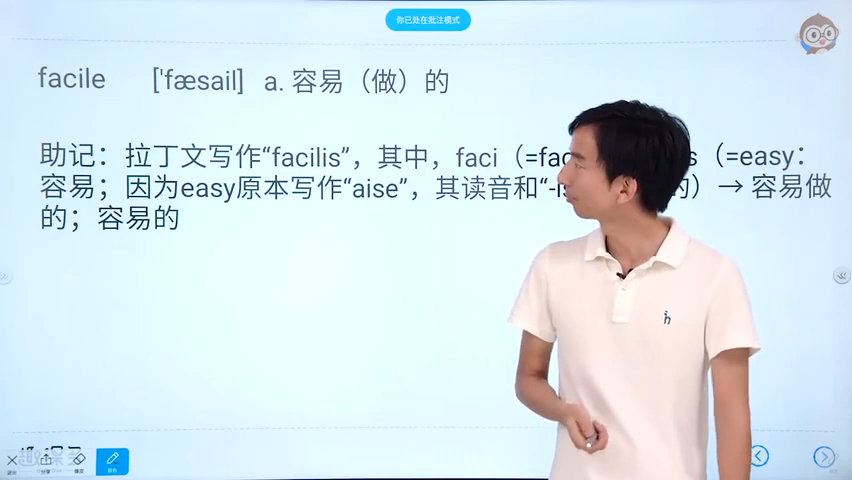 你已处在批注模式
facile ['fæsail] a. 容易（做）的
助记：拉丁文写作“facilis”，其中，faci（=fac s（=easy：
容易；因为easy原本写作“aise”，其读音和“-l 的）→ 容易做
的；容易的
分享